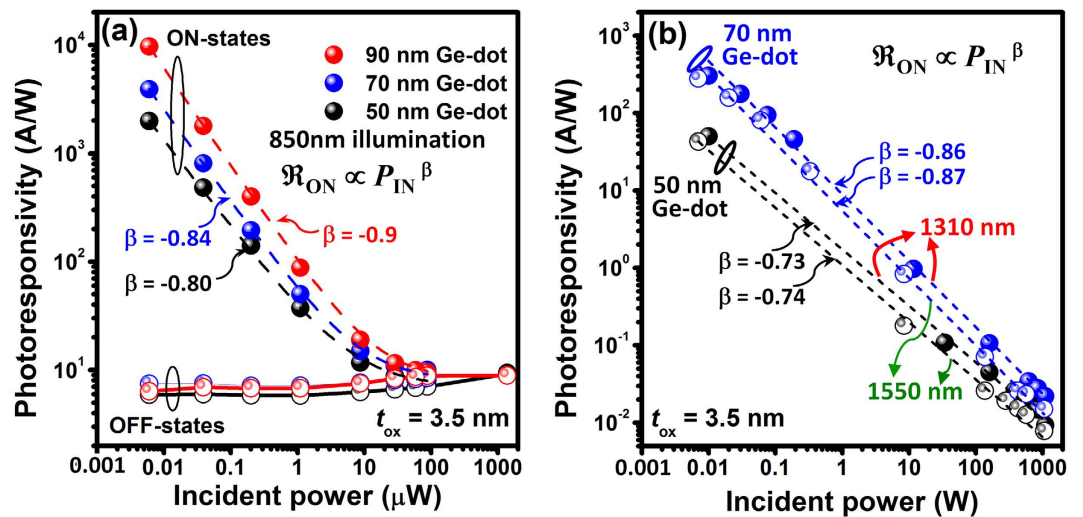 (a)
ON-states
90 nm Ge-dot
70 nm Ge-dot
50 nm Ge-dot
850nm illumination
ℜON ∝ PIN^β
β = -0.84
β = -0.9
β = -0.80
OFF-states
tox = 3.5 nm
Photoresponsivity (A/W)
10^4
10^3
10^2
10^1
0.001 0.01 0.1 1 10 100 1000
Incident power (μW)
(b)
70 nm
Ge-dot
ℜON ∝ PIN^β
50 nm
Ge-dot
β = -0.86
β = -0.87
1310 nm
β = -0.73
β = -0.74
1550 nm
tox = 3.5 nm
Photoresponsivity (A/W)
10^3
10^2
10^1
10^0
10^-1
10^-2
0.001 0.01 0.1 1 10 100 1000
Incident power (W)